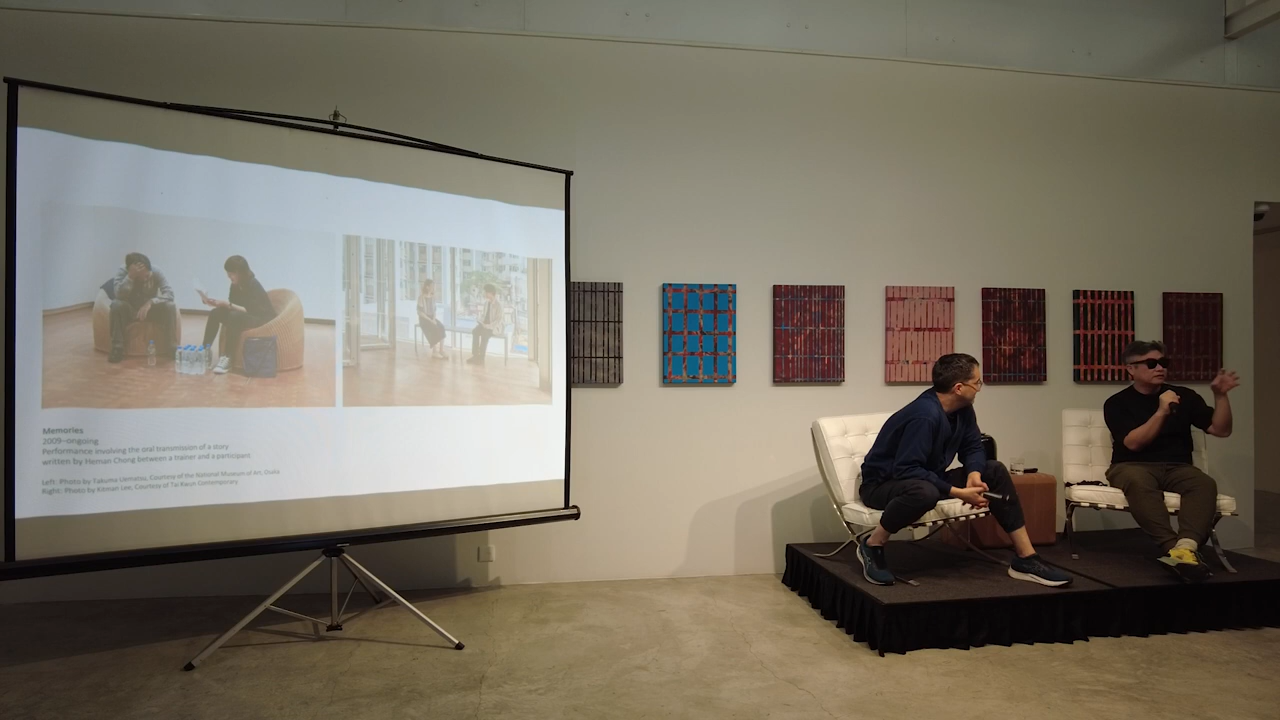 Memories
2009–ongoing
Performance involving the oral transmission of a story
written by Heman Chong between a trainer and a participant
Left: Photo by Takuma Uematsu, Courtesy of the National Museum of Art, Osaka
Right: Photo by Kitmin Lee, Courtesy of Tai Kwun Contemporary